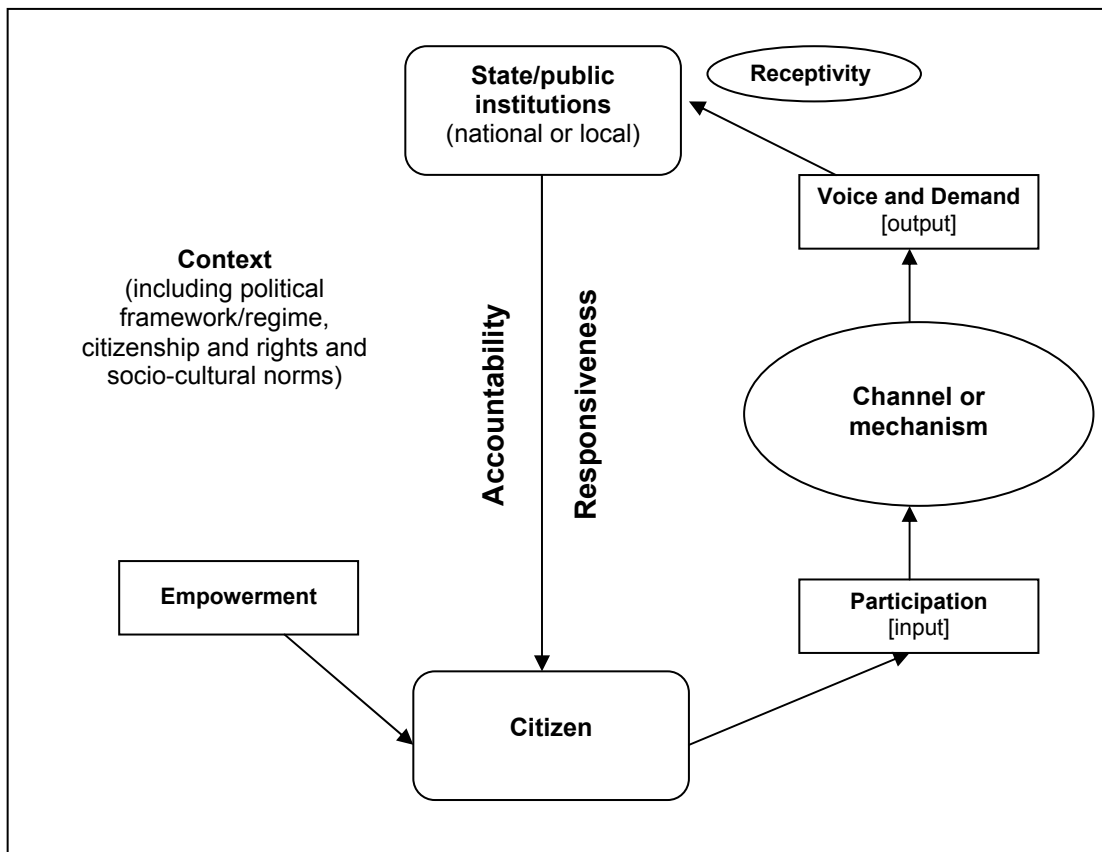 State/public
institutions
(national or local)
Receptivity
Voice and Demand
[output]
Context
(including political
framework/regime,
citizenship and rights and
socio-cultural norms)
Accountability
Responsiveness
Channel or
mechanism
Empowerment
Participation
[input]
Citizen